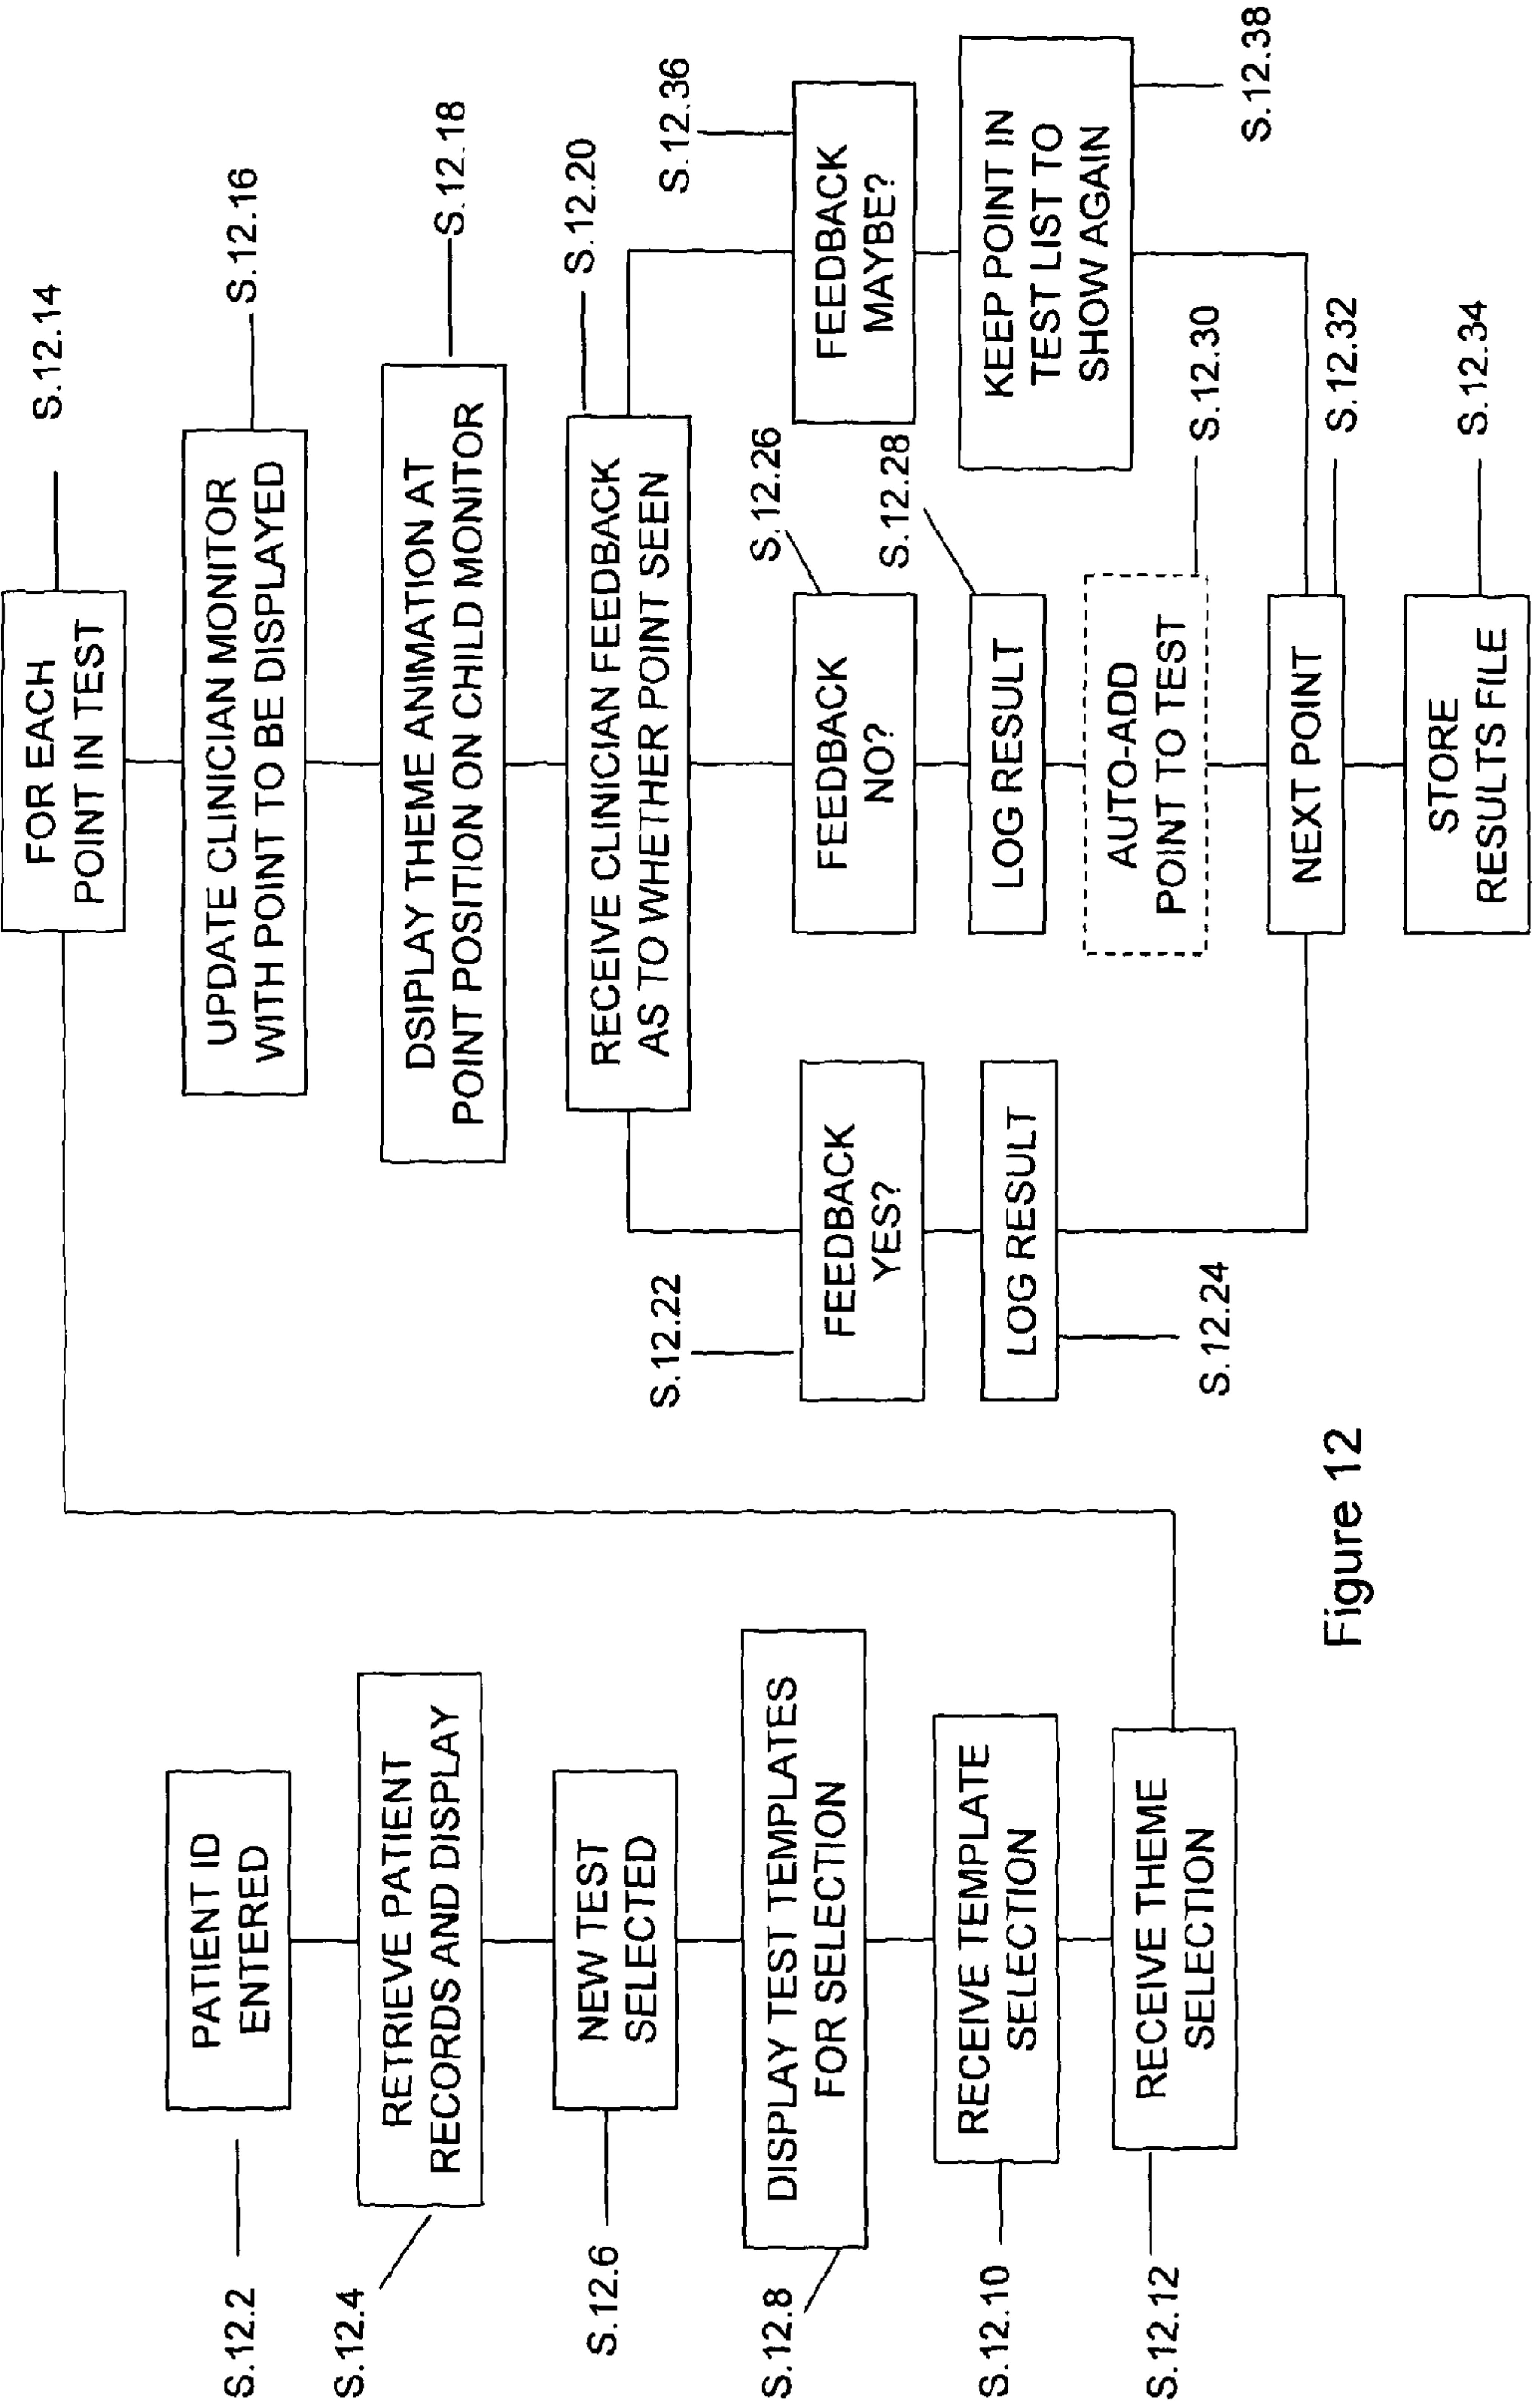 S.12.2
PATIENT ID
ENTERED
S.12.4
RETRIEVE PATIENT
RECORDS AND DISPLAY
S.12.6
NEW TEST
SELECTED
S.12.8
DISPLAY TEST TEMPLATES
FOR SELECTION
S.12.10
RECEIVE TEMPLATE
SELECTION
S.12.12
RECEIVE THEME
SELECTION
FOR EACH
POINT IN TEST
S.12.14
UPDATE CLINICIAN MONITOR
WITH POINT TO BE DISPLAYED
S.12.16
DSIPLAY THEME ANIMATION AT
POINT POSITION ON CHILD MONITOR
S.12.18
RECEIVE CLINICIAN FEEDBACK
AS TO WHETHER POINT SEEN
S.12.20
S.12.22
FEEDBACK
YES?
LOG RESULT
S.12.24
FEEDBACK
NO?
S.12.26
LOG RESULT
S.12.28
AUTO-ADD
POINT TO TEST
S.12.30
S.12.36
FEEDBACK
MAYBE?
KEEP POINT IN
TEST LIST TO
SHOW AGAIN
S.12.38
NEXT POINT
S.12.32
STORE
RESULTS FILE
S.12.34
Figure 12